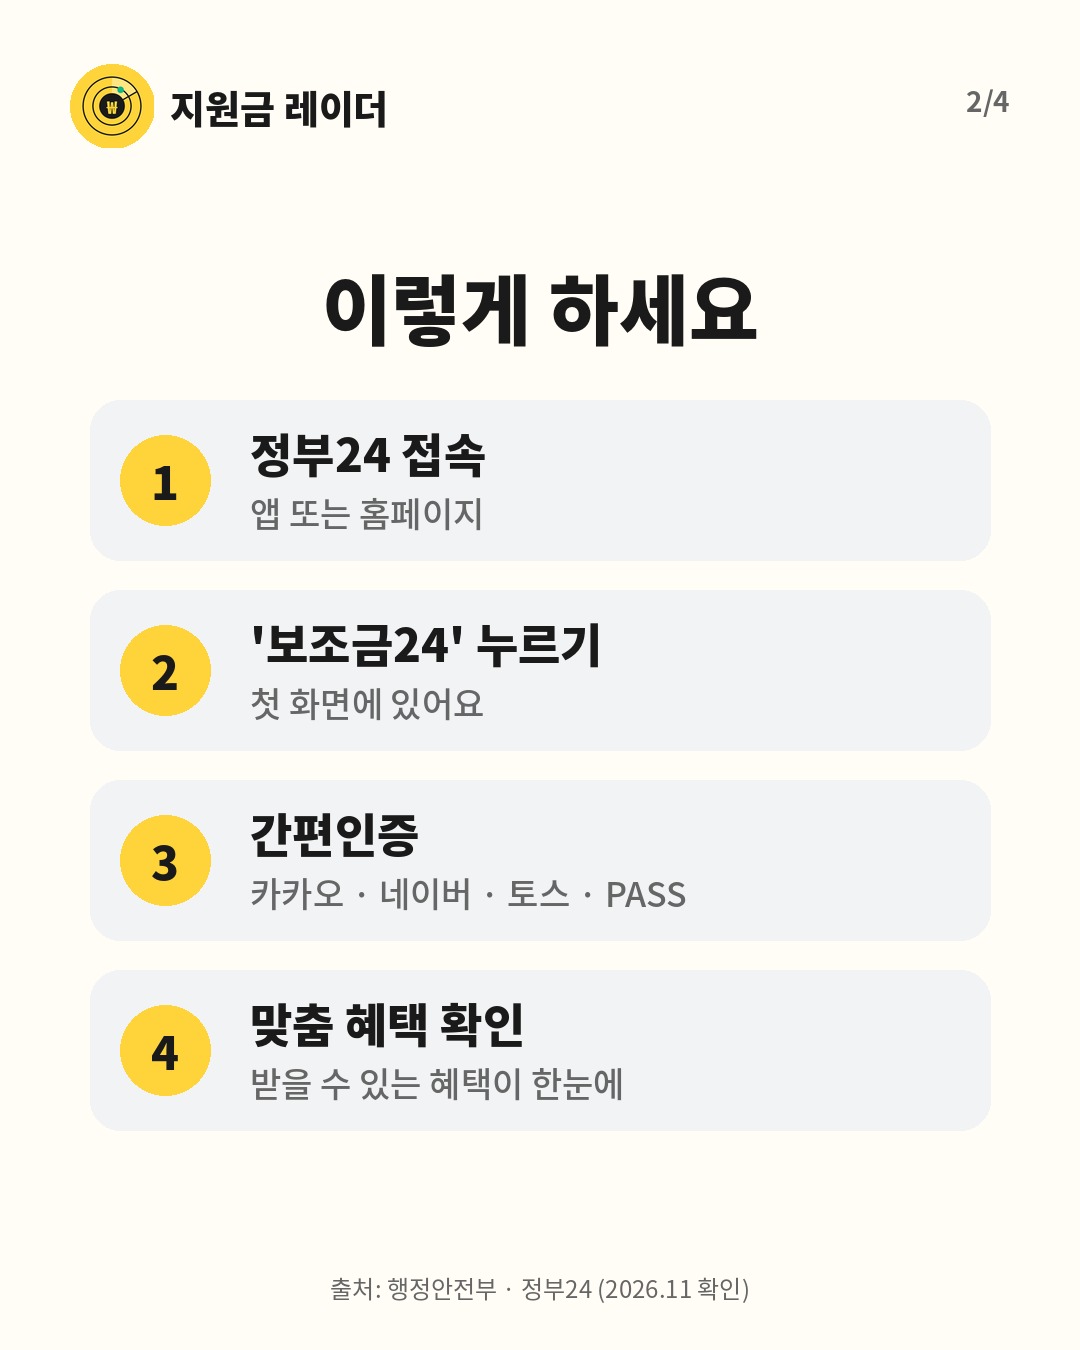 ₩
지원금 레이더
2/4
이렇게 하세요
1
정부24 접속
앱 또는 홈페이지
2
'보조금24' 누르기
첫 화면에 있어요
3
간편인증
카카오 · 네이버 · 토스 · PASS
4
맞춤 혜택 확인
받을 수 있는 혜택이 한눈에
출처: 행정안전부 · 정부24 (2026.11 확인)